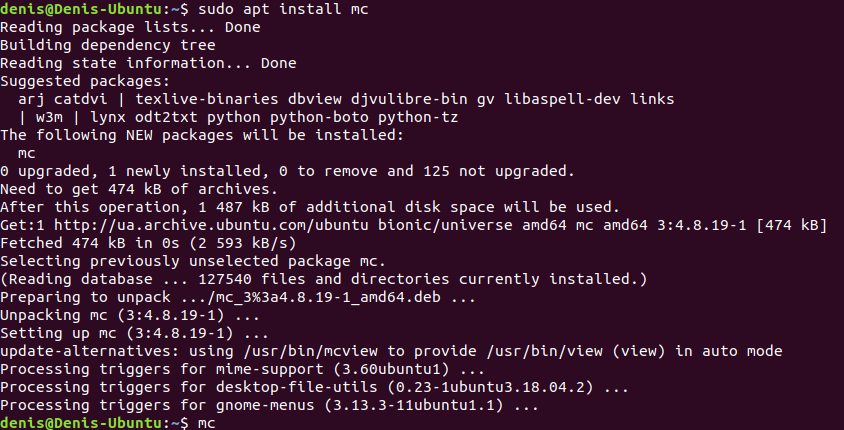 denis@Denis-Ubuntu:~$ sudo apt install mc
Reading package lists... Done
Building dependency tree
Reading state information... Done
Suggested packages:
  arj catdvi | texlive-binaries dbview djvulibre-bin gv libaspell-dev links
  | w3m | lynx odt2txt python python-boto python-tz
The following NEW packages will be installed:
  mc
0 upgraded, 1 newly installed, 0 to remove and 125 not upgraded.
Need to get 474 kB of archives.
After this operation, 1 487 kB of additional disk space will be used.
Get:1 http://ua.archive.ubuntu.com/ubuntu bionic/universe amd64 mc amd64 3:4.8.19-1 [474 kB]
Fetched 474 kB in 0s (2 593 kB/s)
Selecting previously unselected package mc.
(Reading database ... 127540 files and directories currently installed.)
Preparing to unpack .../mc_3%3a4.8.19-1_amd64.deb ...
Unpacking mc (3:4.8.19-1) ...
Setting up mc (3:4.8.19-1) ...
update-alternatives: using /usr/bin/mcview to provide /usr/bin/view (view) in auto mode
Processing triggers for mime-support (3.60ubuntu1) ...
Processing triggers for desktop-file-utils (0.23-1ubuntu3.18.04.2) ...
Processing triggers for gnome-menus (3.13.3-11ubuntu1.1) ...
denis@Denis-Ubuntu:~$ mc